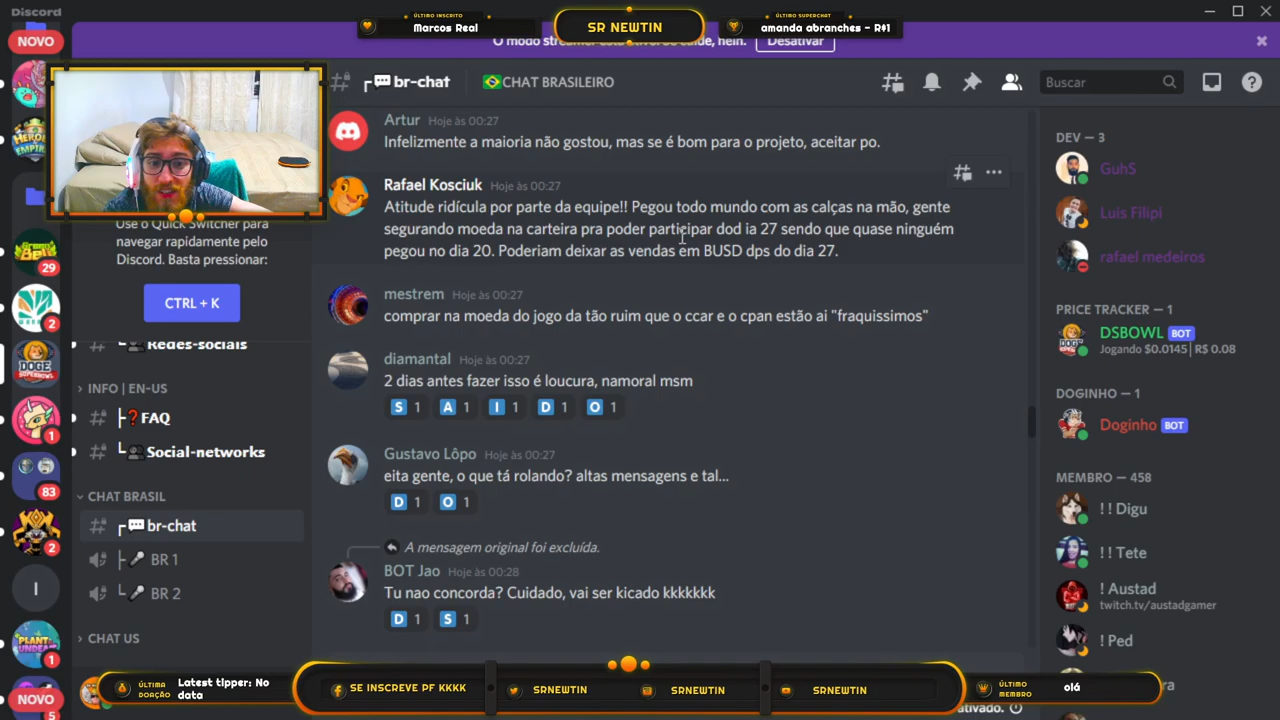 Discord
NOVO
ÚLTIMO INSCRITO
Marcos Real
SR NEWTIN
ÚLTIMO SUPERCHAT
amanda abranches - R$1
O modo streamer está
hein.
Desativar
br-chat
CHAT BRASILEIRO
Buscar
Artur Hoje às 00:27
Infelizmente a maioria não gostou, mas se é bom para o projeto, aceitar po.
Rafael Kosciuk Hoje às 00:27
Atitude ridícula por parte da equipe!! Pegou todo mundo com as calças na mão, gente
segurando moeda na carteira pra poder participar dod ia 27 sendo que quase ninguém
pegou no dia 20. Poderiam deixar as vendas em BUSD dps do dia 27.
mestrem Hoje às 00:27
comprar na moeda do jogo da tão ruim que o ccar e o cpan estão ai "fraquissimos"
diamantal Hoje às 00:27
2 dias antes fazer isso é loucura, namoral msm
S 1 A 1 I 1 D 1 O 1
Gustavo Lôpo Hoje às 00:27
eita gente, o que tá rolando? altas mensagens e tal...
D 1 O 1
A mensagem original foi excluída.
BOT Jao Hoje às 00:28
Tu nao concorda? Cuidado, vai ser kicado kkkkkkk
D 1 S 1
Use o Quick Switcher para
navegar rapidamente pelo
Discord. Basta pressionar:
CTRL + K
Redes-sociais
INFO | EN-US
FAQ
Social-networks
CHAT BRASIL
br-chat
BR 1
BR 2
CHAT US
29
2
DOGE
1
83
2
I
1
NOVO
5
DEV — 3
GuhS
Luis Filipi
rafael medeiros
PRICE TRACKER — 1
DSBOWL BOT
Jogando $0.0145 | R$ 0.08
DOGINHO — 1
Doginho BOT
MEMBRO — 458
! ! Digu
! ! Tete
! Austad
twitch.tv/austadgamer
! Ped
ÚLTIMA
DOAÇÃO
Latest tipper: No
data
SE INSCREVE PF KKKK
SRNEWTIN
SRNEWTIN
SRNEWTIN
ÚLTIMO
MEMBRO
olá
ativado.